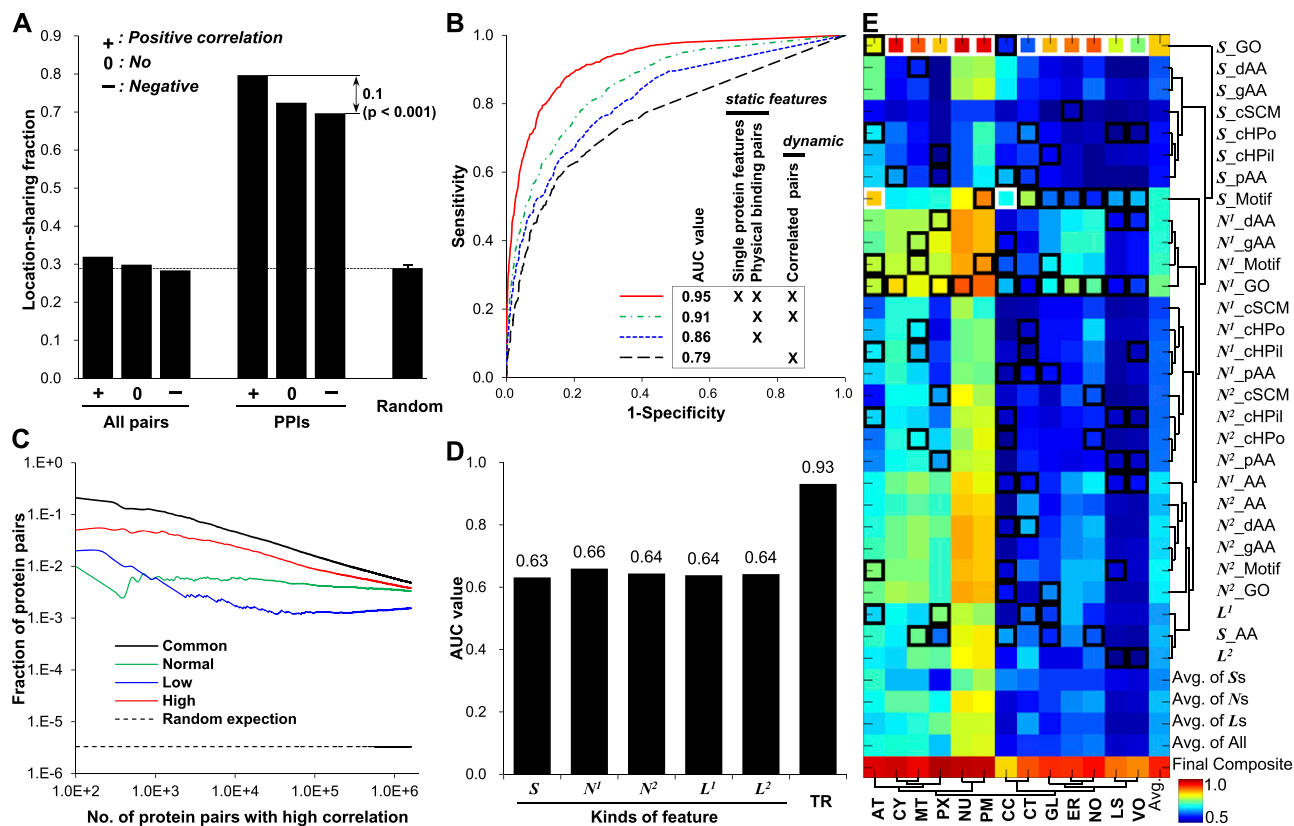 A
+ : Positive correlation
0 : No
− : Negative
0.1
(p < 0.001)
Location-sharing fraction
0.9
0.8
0.7
0.6
0.5
0.4
0.3
0.2
0.1
0.0
+ 0 − + 0 −
All pairs PPIs Random
B
Sensitivity
1.0
0.8
0.6
0.4
0.2
0.0
0.0 0.2 0.4 0.6 0.8 1.0
1-Specificity
static features
dynamic
AUC value
Single protein features
Physical binding pairs
Correlated pairs
0.95 X X X
0.91 X X
0.86 X
0.79 X
C
Fraction of protein pairs
1.E+0
1.E-1
1.E-2
1.E-3
1.E-4
1.E-5
1.E-6
Common
Normal
Low
High
Random expection
1.0E+2 1.0E+3 1.0E+4 1.0E+5 1.0E+6
No. of protein pairs with high correlation
D
AUC value
1.0
0.8
0.6
0.4
0.2
0.0
0.63 0.66 0.64 0.64 0.64 0.93
S N¹ N² L¹ L² TR
Kinds of feature
E
S_GO
S_dAA
S_gAA
S_cSCM
S_cHPo
S_cHPil
S_pAA
S_Motif
N¹_dAA
N¹_gAA
N¹_Motif
N¹_GO
N¹_cSCM
N¹_cHPo
N¹_cHPil
N¹_pAA
N²_cSCM
N²_cHPil
N²_cHPo
N²_pAA
N¹_AA
N²_AA
N²_dAA
N²_gAA
N²_Motif
N²_GO
L¹
S_AA
L²
Avg. of Ss
Avg. of Ns
Avg. of Ls
Avg. of All
Final Composite
AT CY MT PX NU PM CC CT GL ER NO LS VO Avg.
1.0
0.5